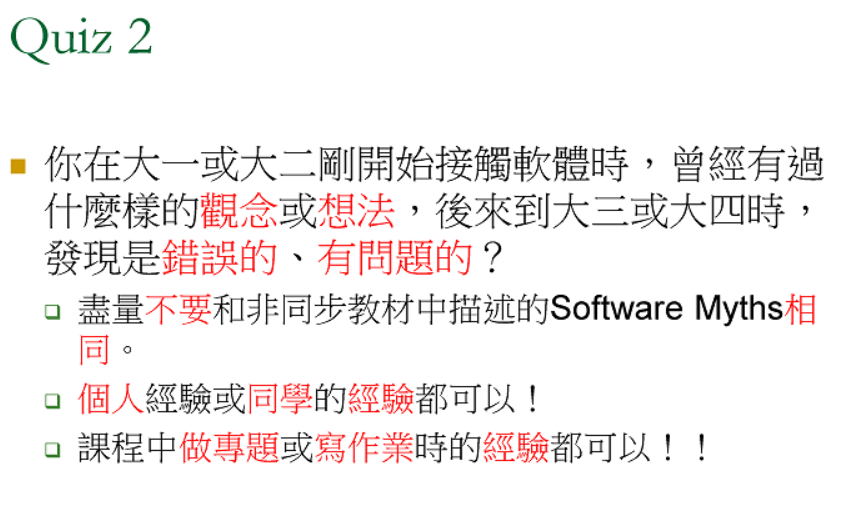 Quiz 2
你在大一或大二剛開始接觸軟體時，曾經有過
什麼樣的觀念或想法，後來到大三或大四時，
發現是錯誤的、有問題的？
盡量不要和非同步教材中描述的Software Myths相
同。
個人經驗或同學的經驗都可以！
課程中做專題或寫作業時的經驗都可以！！